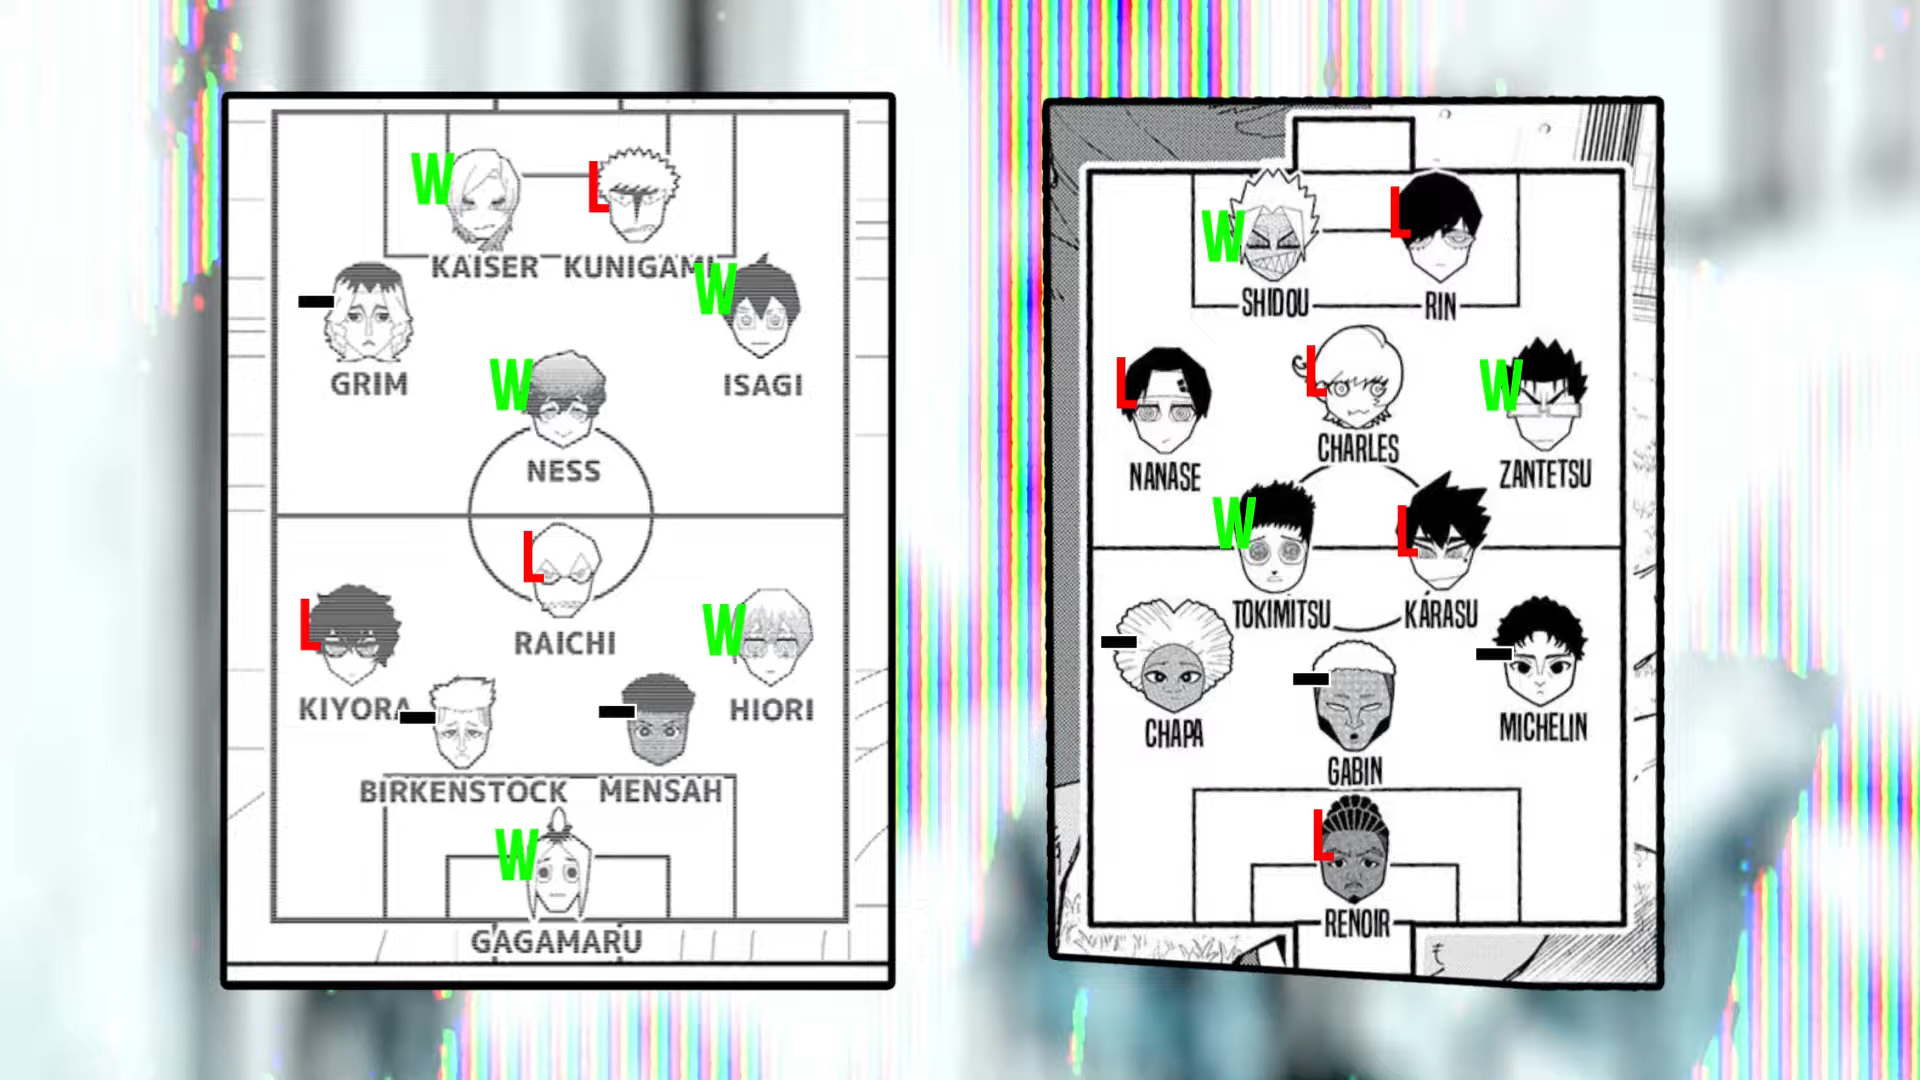 W L
KAISER KUNIGAMI
W
GRIM ISAGI
W
NESS
L
RAICHI
L W
KIYORA HIORI
BIRKENSTOCK MENSAH
W
GAGAMARU
W L
SHIDOU RIN
L L W
CHARLES
NANASE ZANTETSU
W L
TOKIMITSU KARASU
CHAPA MICHELIN
GABIN
L
RENOIR